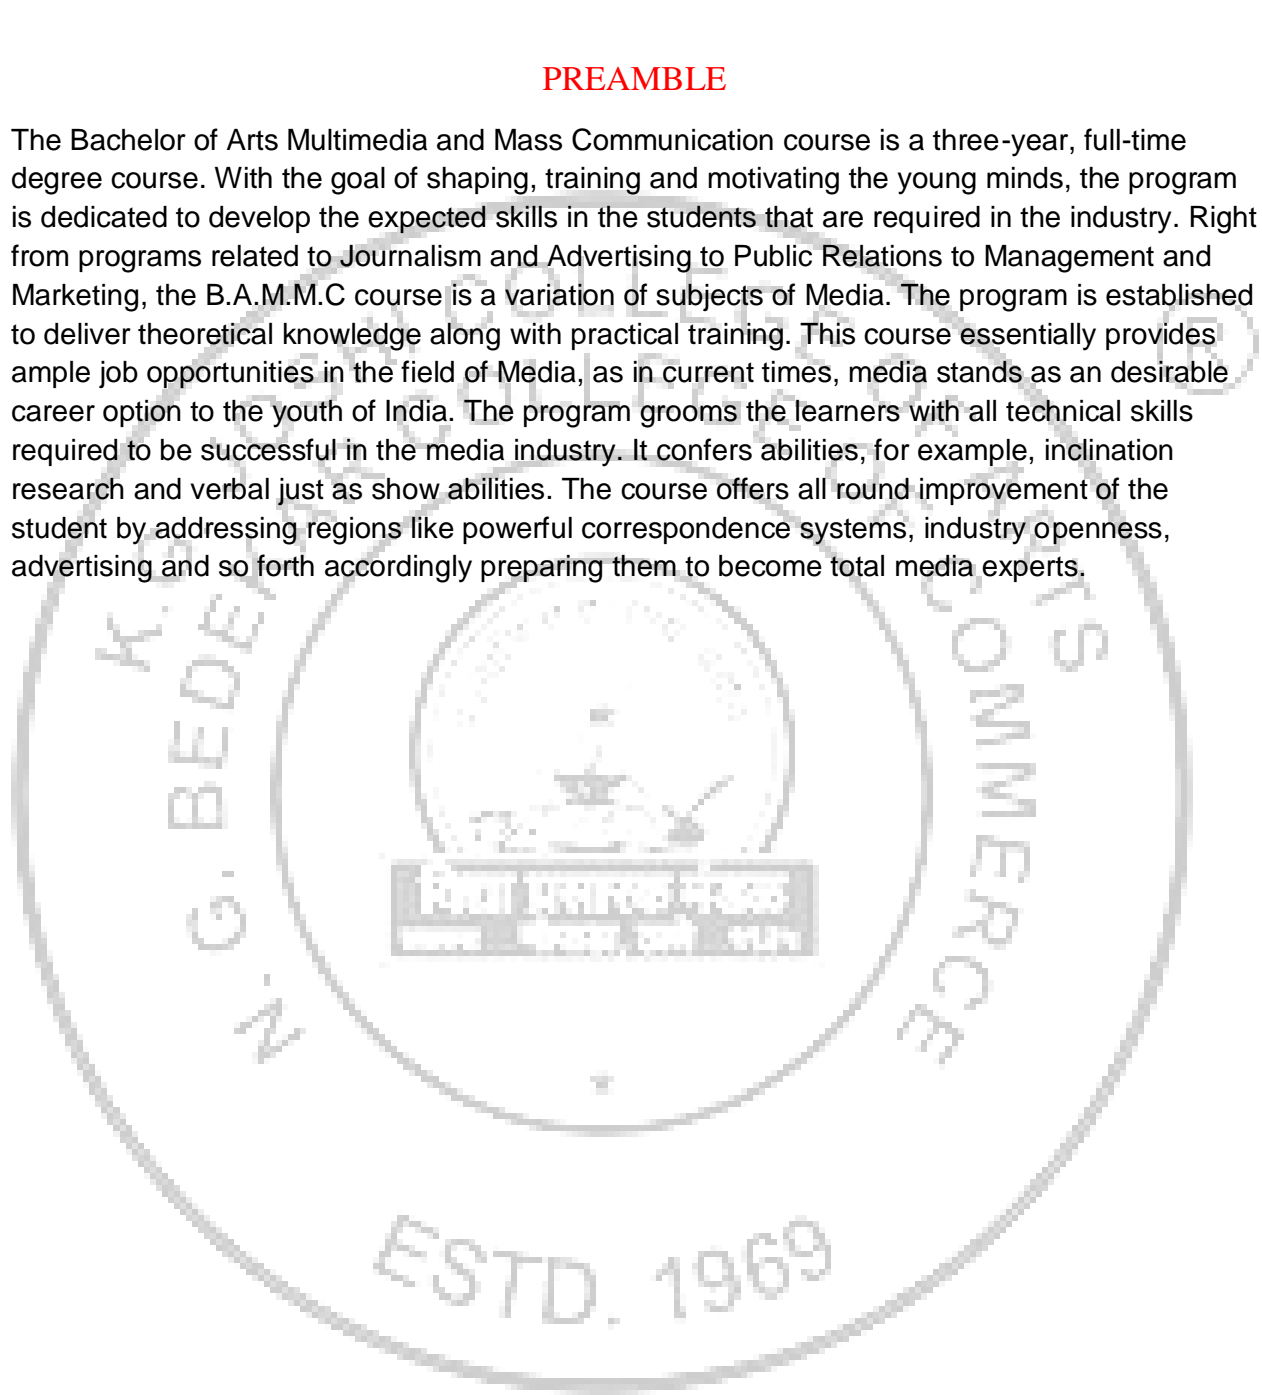 PREAMBLE
The Bachelor of Arts Multimedia and Mass Communication course is a three-year, full-time
degree course. With the goal of shaping, training and motivating the young minds, the program
is dedicated to develop the expected skills in the students that are required in the industry. Right
from programs related to Journalism and Advertising to Public Relations to Management and
Marketing, the B.A.M.M.C course is a variation of subjects of Media. The program is established
to deliver theoretical knowledge along with practical training. This course essentially provides
ample job opportunities in the field of Media, as in current times, media stands as an desirable
career option to the youth of India. The program grooms the learners with all technical skills
required to be successful in the media industry. It confers abilities, for example, inclination
research and verbal just as show abilities. The course offers all round improvement of the
student by addressing regions like powerful correspondence systems, industry openness,
advertising and so forth accordingly preparing them to become total media experts.
K.G. JOSHI COLLEGE OF ARTS
N.G. BEDEKAR COLLEGE OF COMMERCE
®
ESTD. 1969